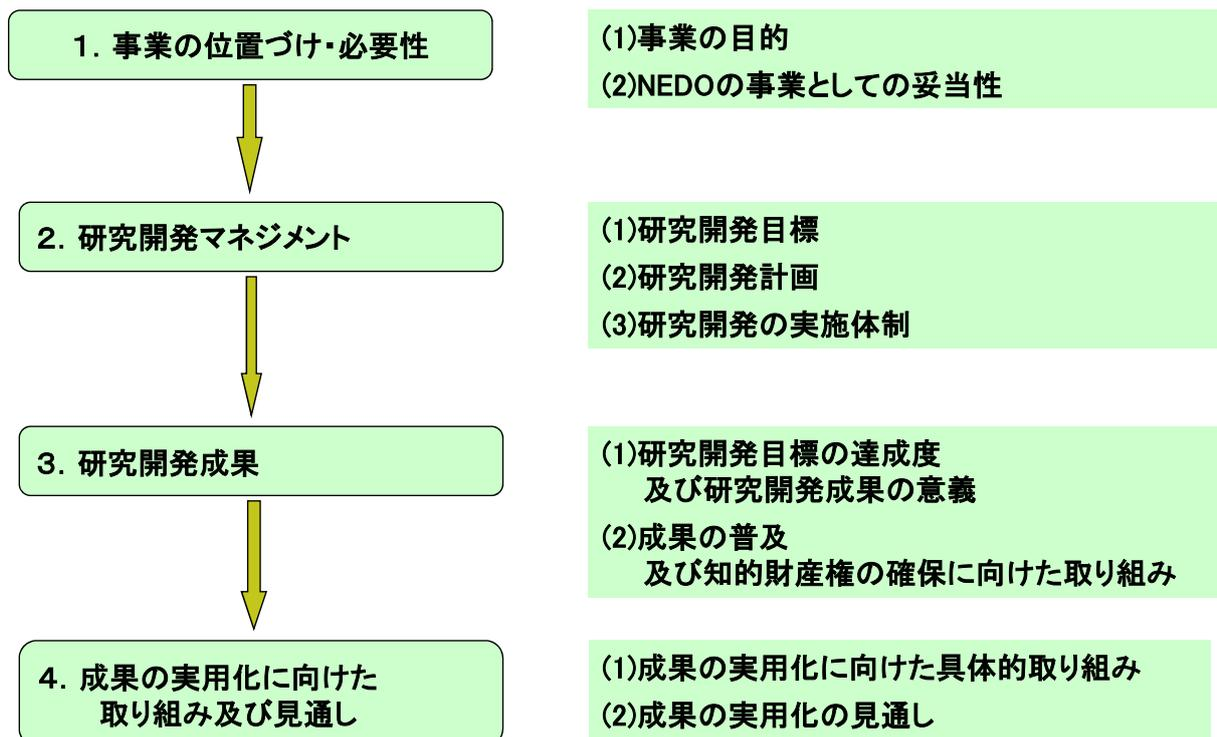 １．事業の位置づけ・必要性
(1)事業の目的
(2)NEDOの事業としての妥当性
２．研究開発マネジメント
(1)研究開発目標
(2)研究開発計画
(3)研究開発の実施体制
３．研究開発成果
(1)研究開発目標の達成度
及び研究開発成果の意義
(2)成果の普及
及び知的財産権の確保に向けた取り組み
４．成果の実用化に向けた
取り組み及び見通し
(1)成果の実用化に向けた具体的取り組み
(2)成果の実用化の見通し